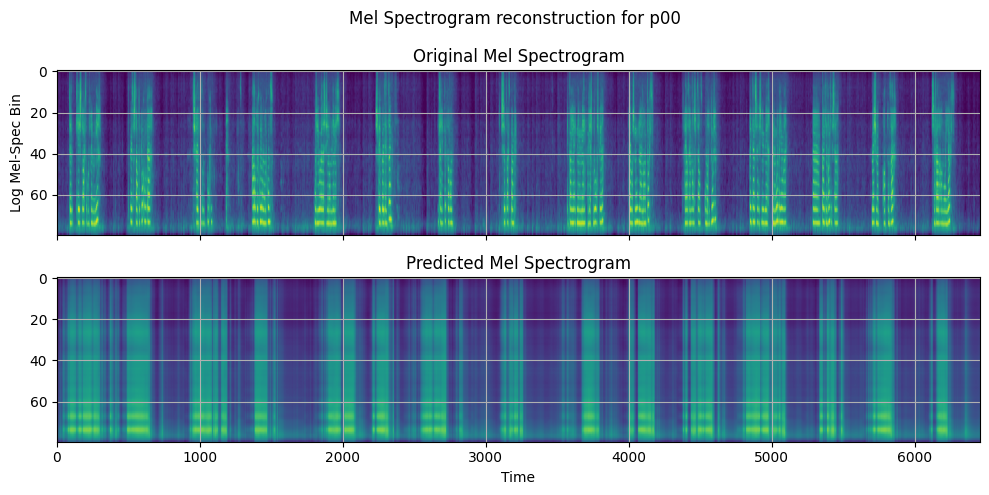 Mel Spectrogram reconstruction for p00
Original Mel Spectrogram
0
20
40
60
Log Mel-Spec Bin
Predicted Mel Spectrogram
0
20
40
60
0 1000 2000 3000 4000 5000 6000
Time